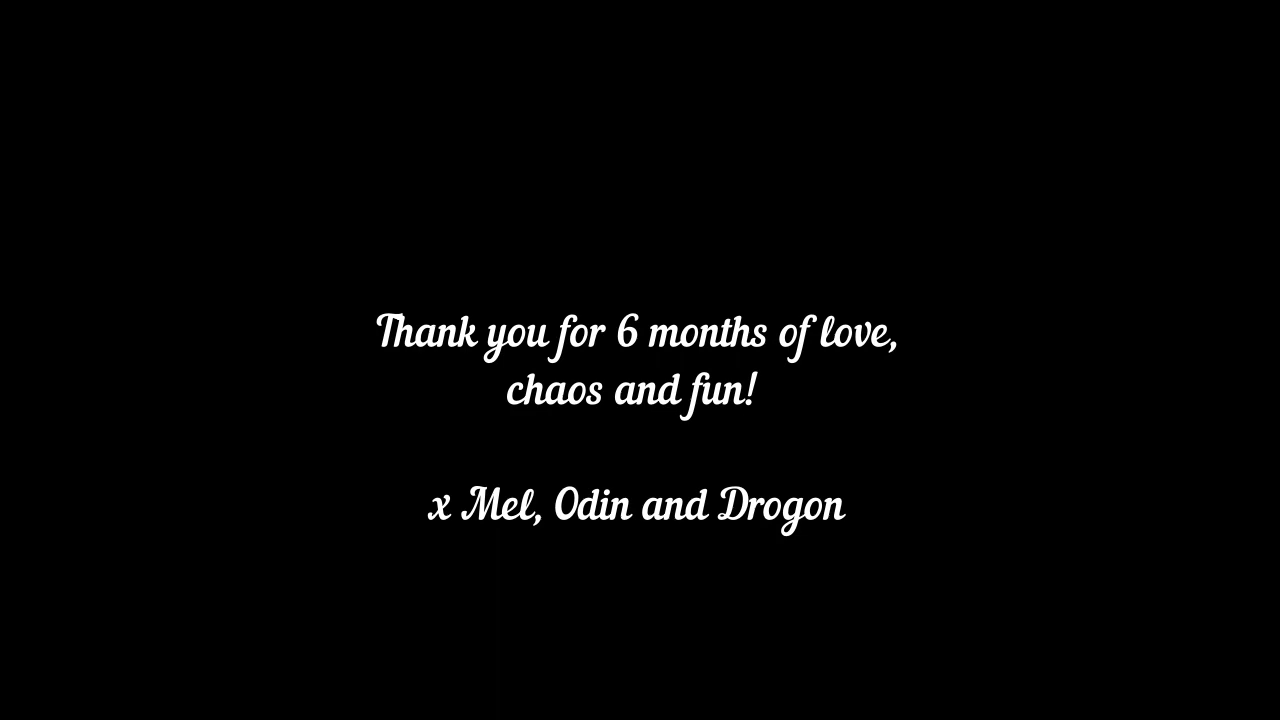 Thank you for 6 months of love,
chaos and fun!
x Mel, Odin and Drogon